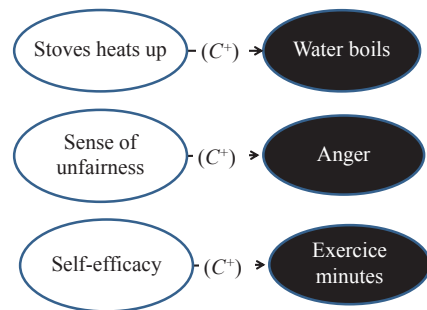 Stoves heats up
(C+)
Water boils
Sense of
unfairness
(C+)
Anger
Self-efficacy
(C+)
Exercice
minutes